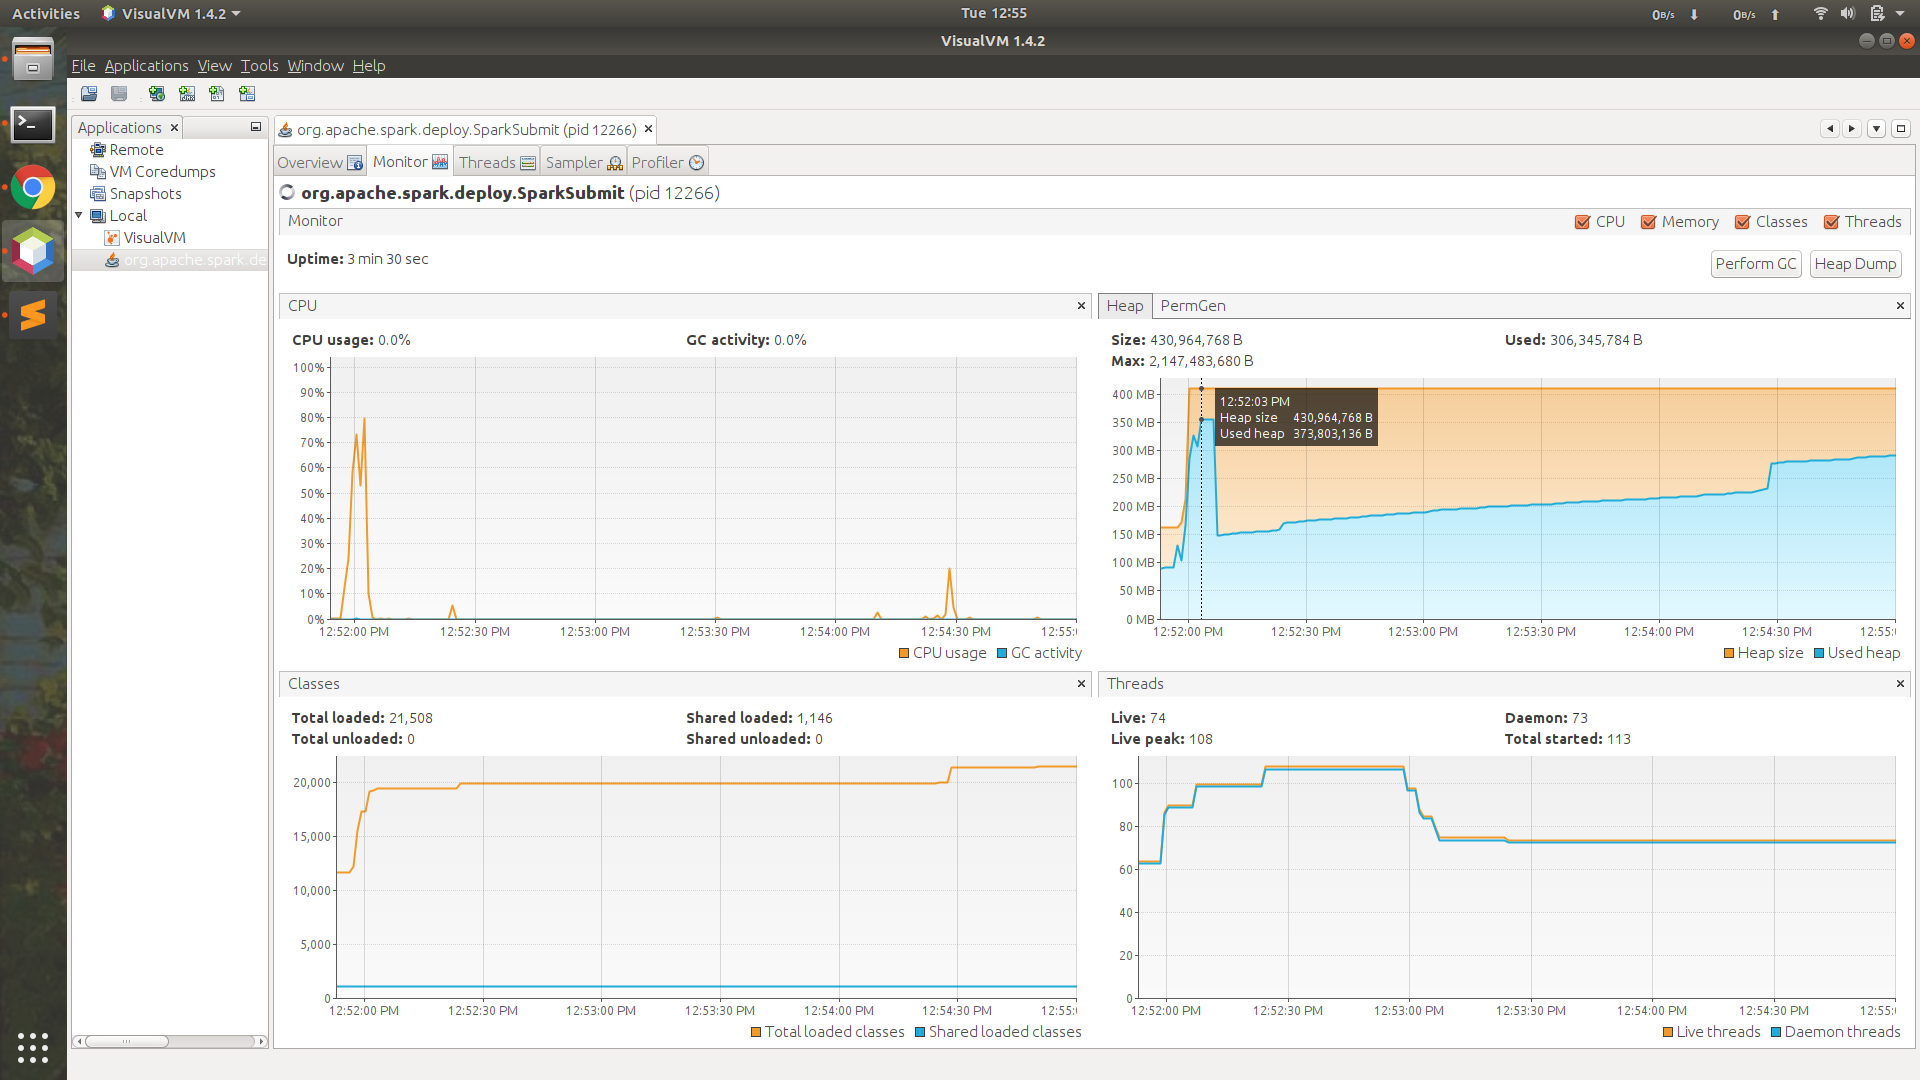 Activities VisualVM 1.4.2 Tue 12:55 0B/s 0B/s
VisualVM 1.4.2
File Applications View Tools Window Help
Applications
org.apache.spark.deploy.SparkSubmit (pid 12266)
Remote
VM Coredumps
Snapshots
Local
VisualVM
org.apache.spark.de
Overview Monitor Threads Sampler Profiler
org.apache.spark.deploy.SparkSubmit (pid 12266)
Monitor CPU Memory Classes Threads
Uptime: 3 min 30 sec Perform GC Heap Dump
CPU
CPU usage: 0.0% GC activity: 0.0%
100%
90%
80%
70%
60%
50%
40%
30%
20%
10%
0%
12:52:00 PM 12:52:30 PM 12:53:00 PM 12:53:30 PM 12:54:00 PM 12:54:30 PM 12:55:
CPU usage GC activity
Heap PermGen
Size: 430,964,768 B Used: 306,345,784 B
Max: 2,147,483,680 B
400 MB
350 MB
300 MB
250 MB
200 MB
150 MB
100 MB
50 MB
0 MB
12:52:03 PM
Heap size 430,964,768 B
Used heap 373,803,136 B
12:52:00 PM 12:52:30 PM 12:53:00 PM 12:53:30 PM 12:54:00 PM 12:54:30 PM 12:55:
Heap size Used heap
Classes
Total loaded: 21,508 Shared loaded: 1,146
Total unloaded: 0 Shared unloaded: 0
20,000
15,000
10,000
5,000
0
12:52:00 PM 12:52:30 PM 12:53:00 PM 12:53:30 PM 12:54:00 PM 12:54:30 PM 12:55:
Total loaded classes Shared loaded classes
Threads
Live: 74 Daemon: 73
Live peak: 108 Total started: 113
100
80
60
40
20
0
12:52:00 PM 12:52:30 PM 12:53:00 PM 12:53:30 PM 12:54:00 PM 12:54:30 PM 12:55:
Live threads Daemon threads